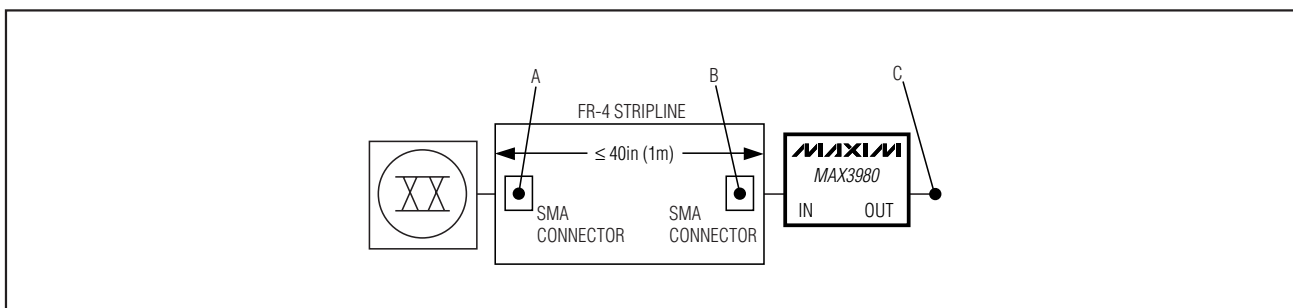 A
B
C
FR-4 STRIPLINE
≤ 40in (1m)
SMA
CONNECTOR
SMA
CONNECTOR
MAXIM
MAX3980
IN OUT